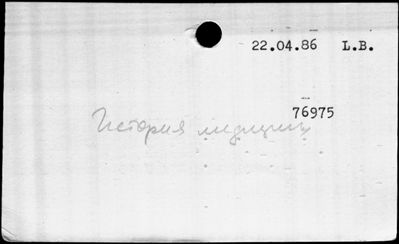 22.04.86 L.B.
76975
История медицины